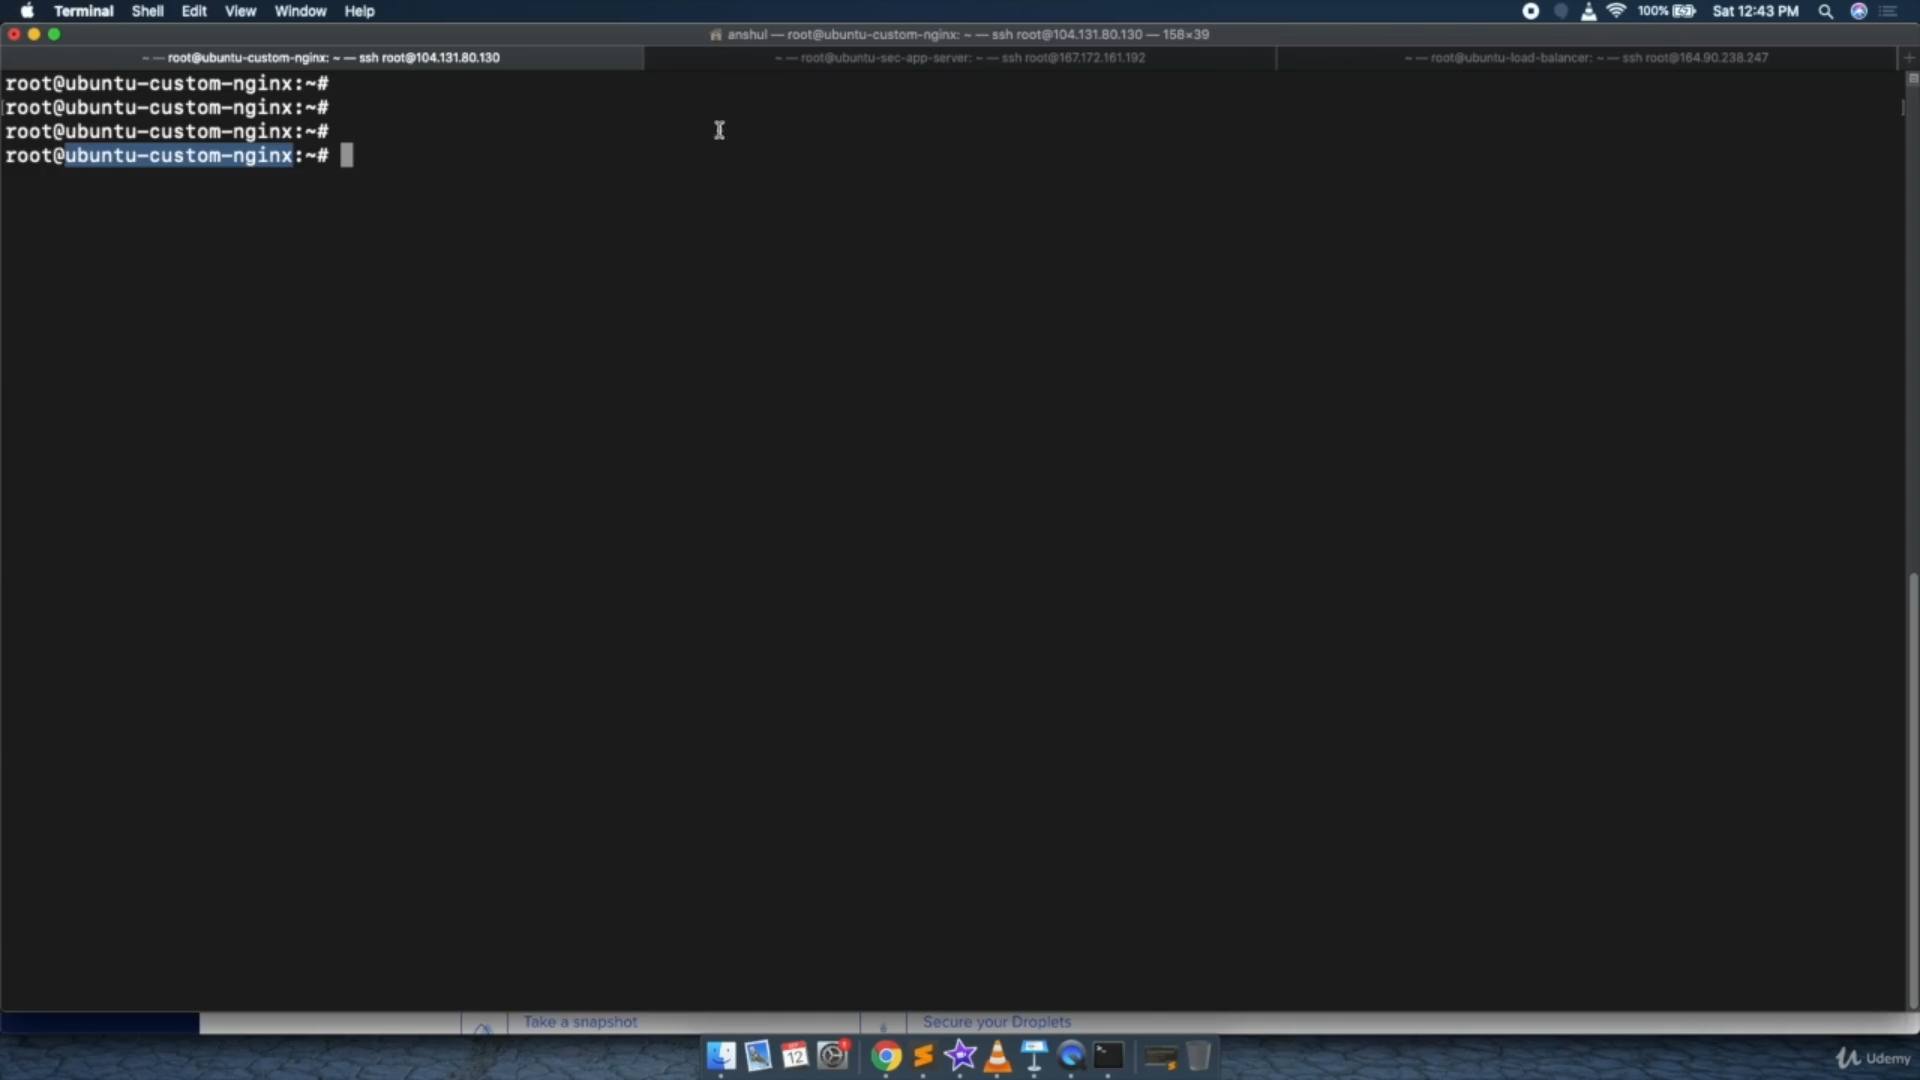 Terminal Shell Edit View Window Help
100% Sat 12:43 PM
anshul — root@ubuntu-custom-nginx: ~ — ssh root@104.131.80.130 — 158×39
~ — root@ubuntu-custom-nginx: ~ — ssh root@104.131.80.130
~ — root@ubuntu-sec-app-server: ~ — ssh root@167.172.161.192
~ — root@ubuntu-load-balancer: ~ — ssh root@164.90.238.247
root@ubuntu-custom-nginx:~#
root@ubuntu-custom-nginx:~#
root@ubuntu-custom-nginx:~#
root@ubuntu-custom-nginx:~#
Take a snapshot
Secure your Droplets
12
1
Udemy